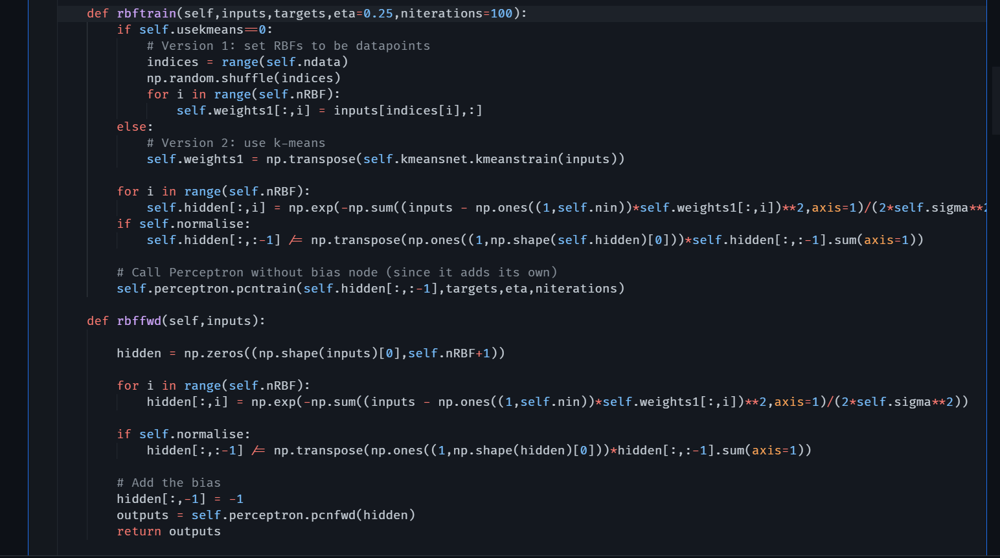 def rbftrain(self,inputs,targets,eta=0.25,niterations=100):
    if self.usekmeans==0:
        # Version 1: set RBFs to be datapoints
        indices = range(self.ndata)
        np.random.shuffle(indices)
        for i in range(self.nRBF):
            self.weights1[:,i] = inputs[indices[i],:]
    else:
        # Version 2: use k-means
        self.weights1 = np.transpose(self.kmeansnet.kmeanstrain(inputs))

    for i in range(self.nRBF):
        self.hidden[:,i] = np.exp(-np.sum((inputs - np.ones((1,self.nin))*self.weights1[:,i])**2,axis=1)/(2*self.sigma**2
    if self.normalise:
        self.hidden[:,:-1] /= np.transpose(np.ones((1,np.shape(self.hidden)[0]))*self.hidden[:,:-1].sum(axis=1))

    # Call Perceptron without bias node (since it adds its own)
    self.perceptron.pcntrain(self.hidden[:,:-1],targets,eta,niterations)

def rbffwd(self,inputs):

    hidden = np.zeros((np.shape(inputs)[0],self.nRBF+1))

    for i in range(self.nRBF):
        hidden[:,i] = np.exp(-np.sum((inputs - np.ones((1,self.nin))*self.weights1[:,i])**2,axis=1)/(2*self.sigma**2))

    if self.normalise:
        hidden[:,:-1] /= np.transpose(np.ones((1,np.shape(hidden)[0]))*hidden[:,:-1].sum(axis=1))

    # Add the bias
    hidden[:,-1] = -1
    outputs = self.perceptron.pcnfwd(hidden)
    return outputs